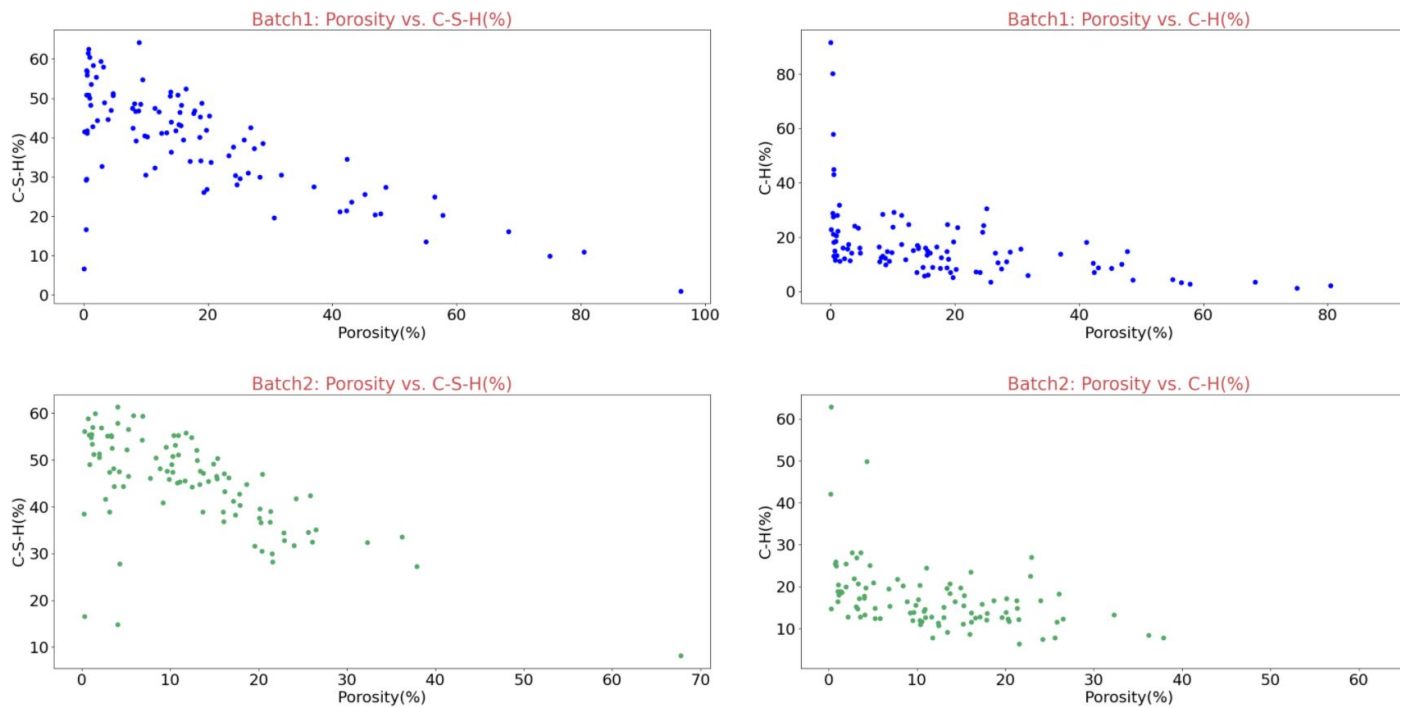 Batch1: Porosity vs. C-S-H(%)
C-S-H(%)
60
50
40
30
20
10
0
0 20 40 60 80 100
Porosity(%)
Batch1: Porosity vs. C-H(%)
C-H(%)
80
60
40
20
0
0 20 40 60 80
Porosity(%)
Batch2: Porosity vs. C-S-H(%)
C-S-H(%)
60
50
40
30
20
10
0 10 20 30 40 50 60 70
Porosity(%)
Batch2: Porosity vs. C-H(%)
C-H(%)
60
50
40
30
20
10
0 10 20 30 40 50 60
Porosity(%)